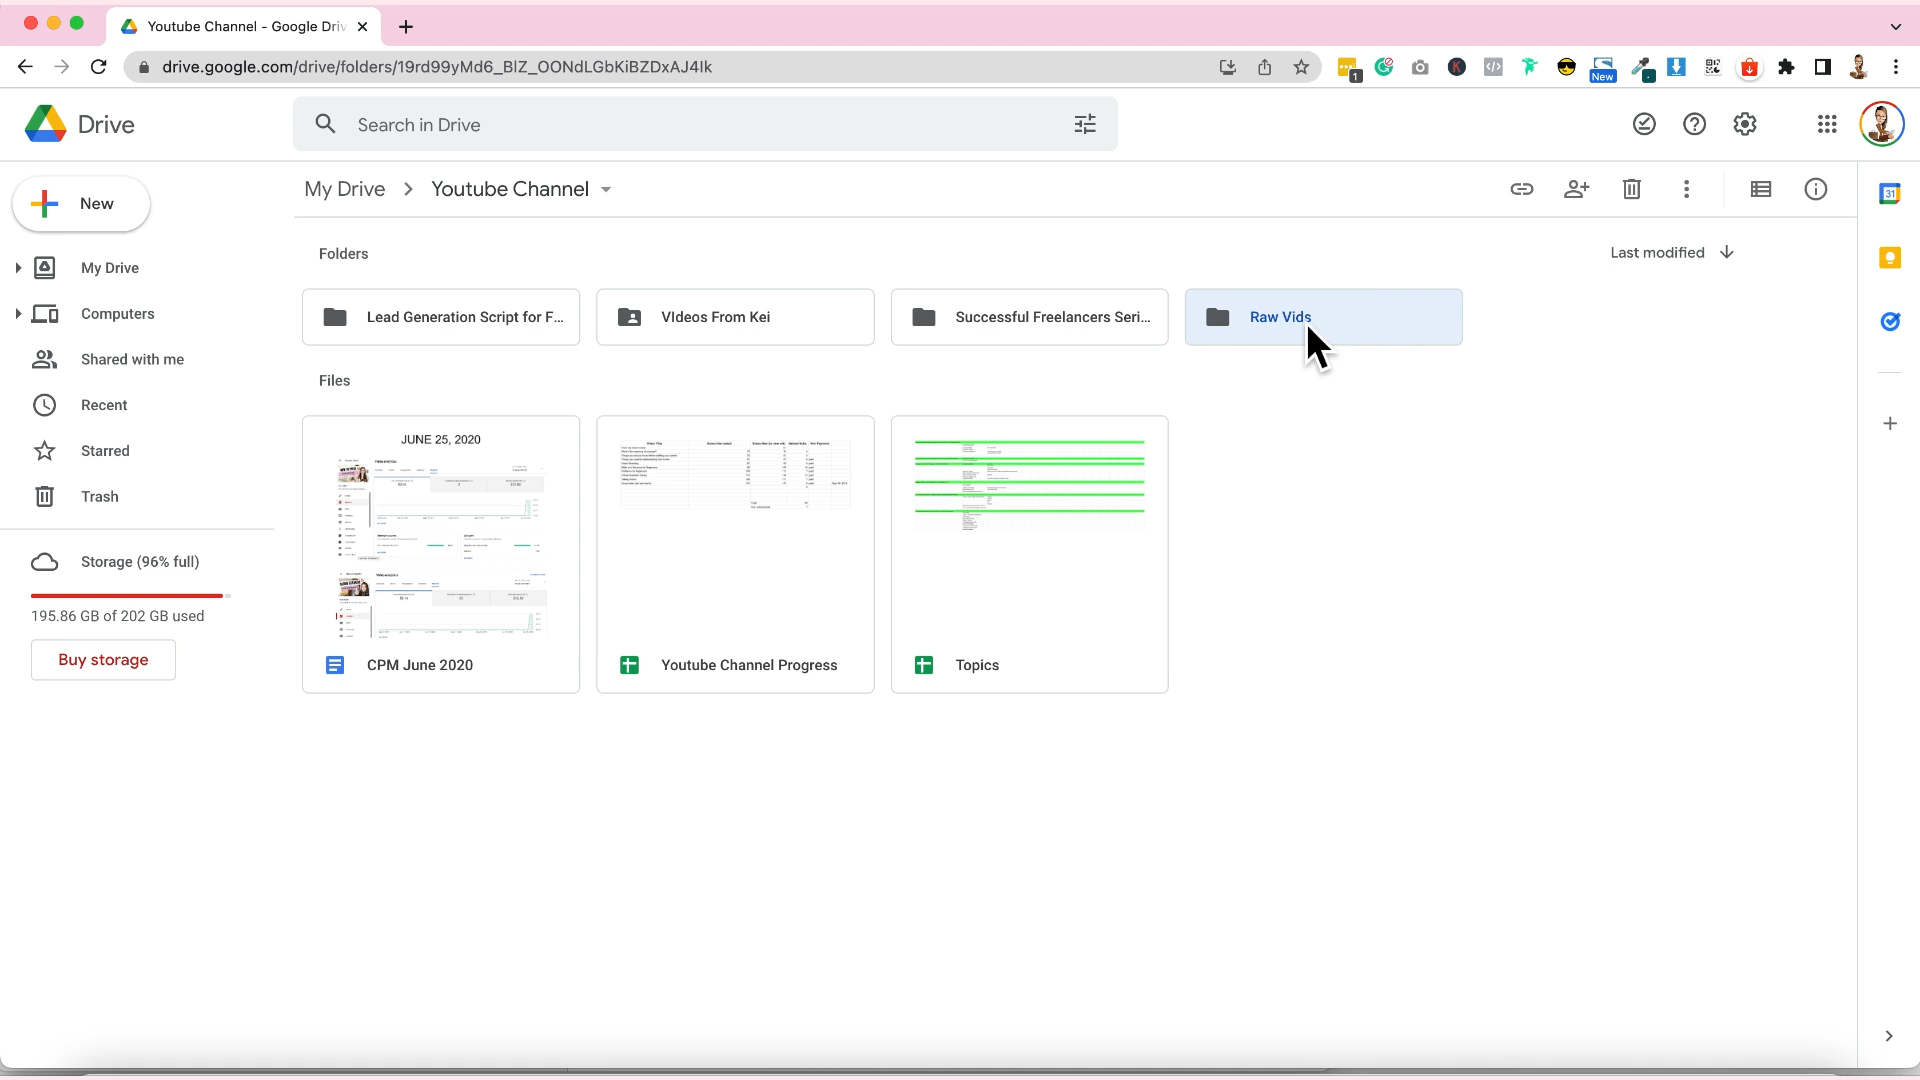 Youtube Channel - Google Driv
drive.google.com/drive/folders/19rd99yMd6_BlZ_OONdLGbKiBZDxAJ4lk
1
New
Drive
Search in Drive
New
My Drive
Computers
Shared with me
Recent
Starred
Trash
Storage (96% full)
195.86 GB of 202 GB used
Buy storage
My Drive > Youtube Channel
Folders
Last modified
Lead Generation Script for F...
VIdeos From Kei
Successful Freelancers Seri...
Raw Vids
Files
JUNE 25, 2020
CPM June 2020
Youtube Channel Progress
Topics
31